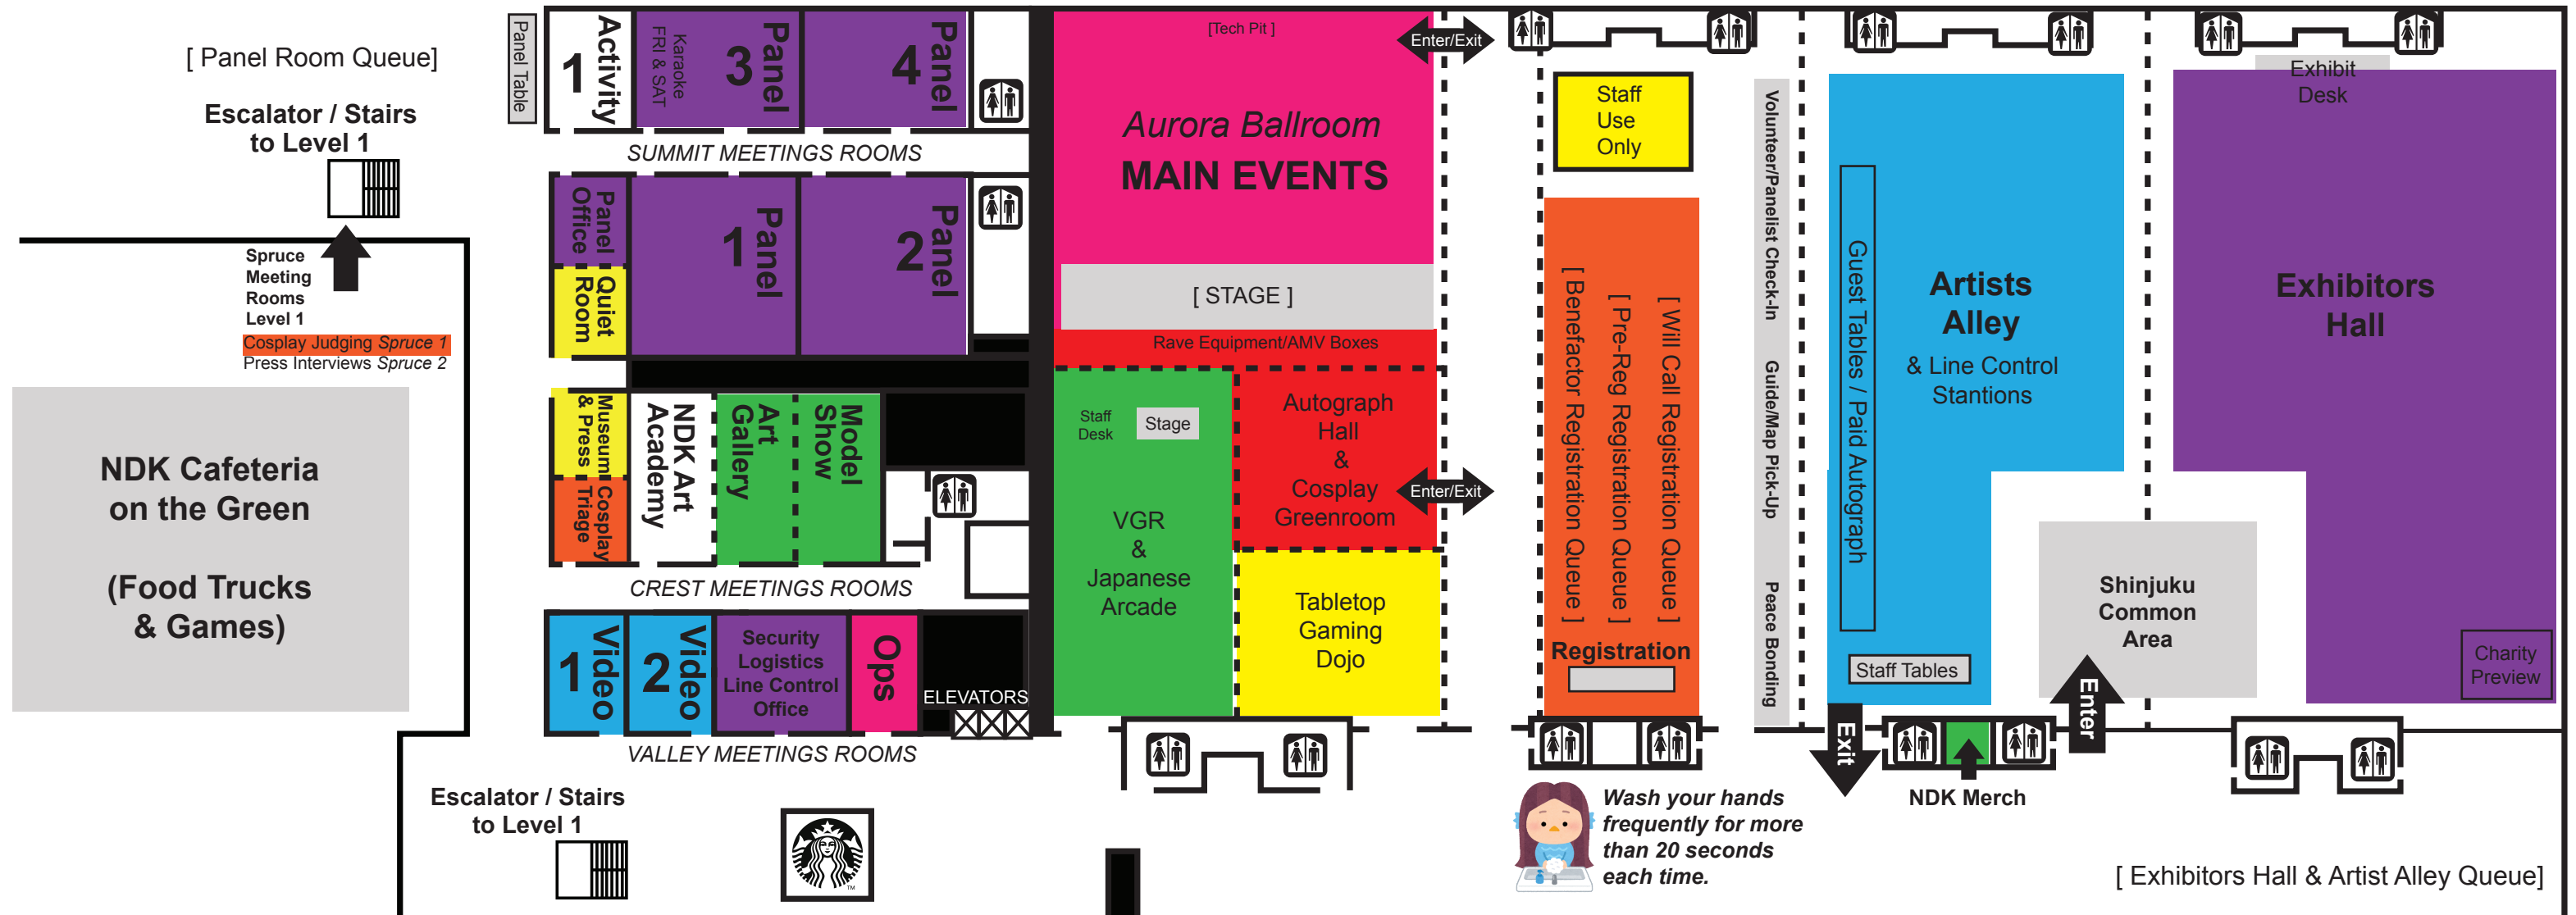 [ Panel Room Queue]
Escalator / Stairs
to Level 1
Spruce
Meeting
Rooms
Level 1
Cosplay Judging Spruce 1
Press Interviews Spruce 2
NDK Cafeteria
on the Green
(Food Trucks
& Games)
Panel Table
Activity
1
Karaoke
FRI & SAT
Panel
3
Panel
4
SUMMIT MEETINGS ROOMS
Panel
Office
Quiet
Room
Panel
1
Panel
2
Museum
& Press
Cosplay
Triage
NDK Art
Academy
Art
Gallery
Model
Show
CREST MEETINGS ROOMS
Video
1
Video
2
Security
Logistics
Line Control
Office
Ops
ELEVATORS
VALLEY MEETINGS ROOMS
Escalator / Stairs
to Level 1
TM
[Tech Pit ]
Enter/Exit
Aurora Ballroom
MAIN EVENTS
[ STAGE ]
Rave Equipment/AMV Boxes
Staff
Desk
Stage
VGR
&
Japanese
Arcade
Autograph
Hall
&
Cosplay
Greenroom
Enter/Exit
Tabletop
Gaming
Dojo
Staff
Use
Only
[ Will Call Registration Queue ]
[ Pre-Reg Registration Queue ]
[ Benefactor Registration Queue ]
Registration
Volunteer/Panelist Check-In
Guide/Map Pick-Up
Peace Bonding
Wash your hands
frequently for more
than 20 seconds
each time.
Guest Tables / Paid Autograph
Artists
Alley
& Line Control
Stantions
Staff Tables
Exit
NDK Merch
Enter
Shinjuku
Common
Area
Exhibit
Desk
Exhibitors
Hall
Charity
Preview
[ Exhibitors Hall & Artist Alley Queue]